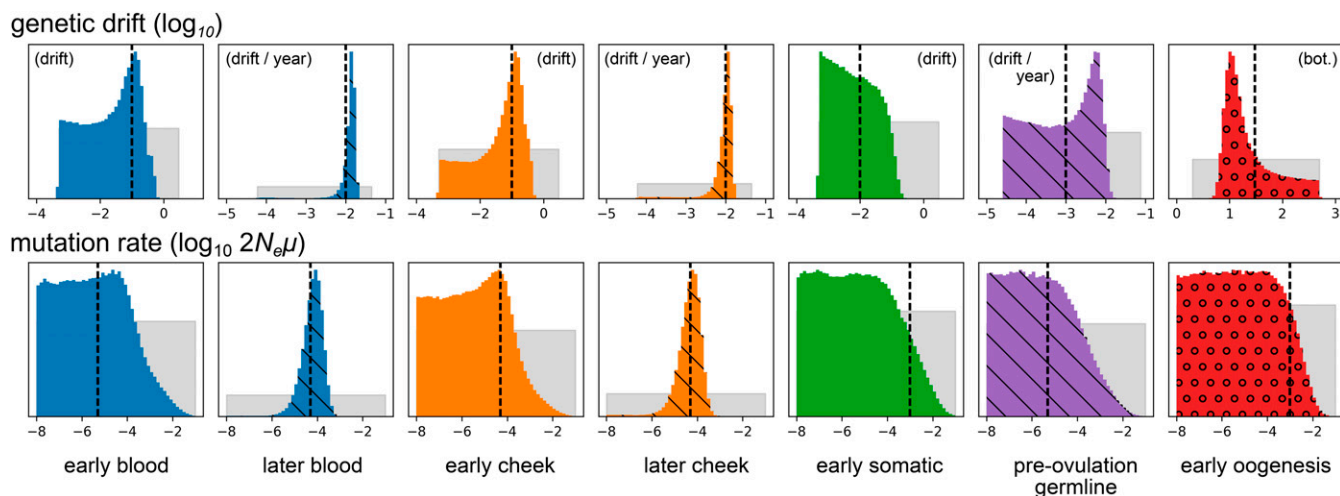 genetic drift (log10)
(drift)
(drift / year)
(drift)
(drift / year)
(drift)
(drift /
year)
(bot.)
−4 −2 0
−5 −4 −3 −2 −1
−4 −2 0
−5 −4 −3 −2 −1
−4 −2 0
−5 −4 −3 −2 −1
0 1 2 3
mutation rate (log10 2Neμ)
−8 −6 −4 −2
−8 −6 −4 −2
−8 −6 −4 −2
−8 −6 −4 −2
−8 −6 −4 −2
−8 −6 −4 −2
−8 −6 −4 −2
early blood
later blood
early cheek
later cheek
early somatic
pre-ovulation
germline
early oogenesis